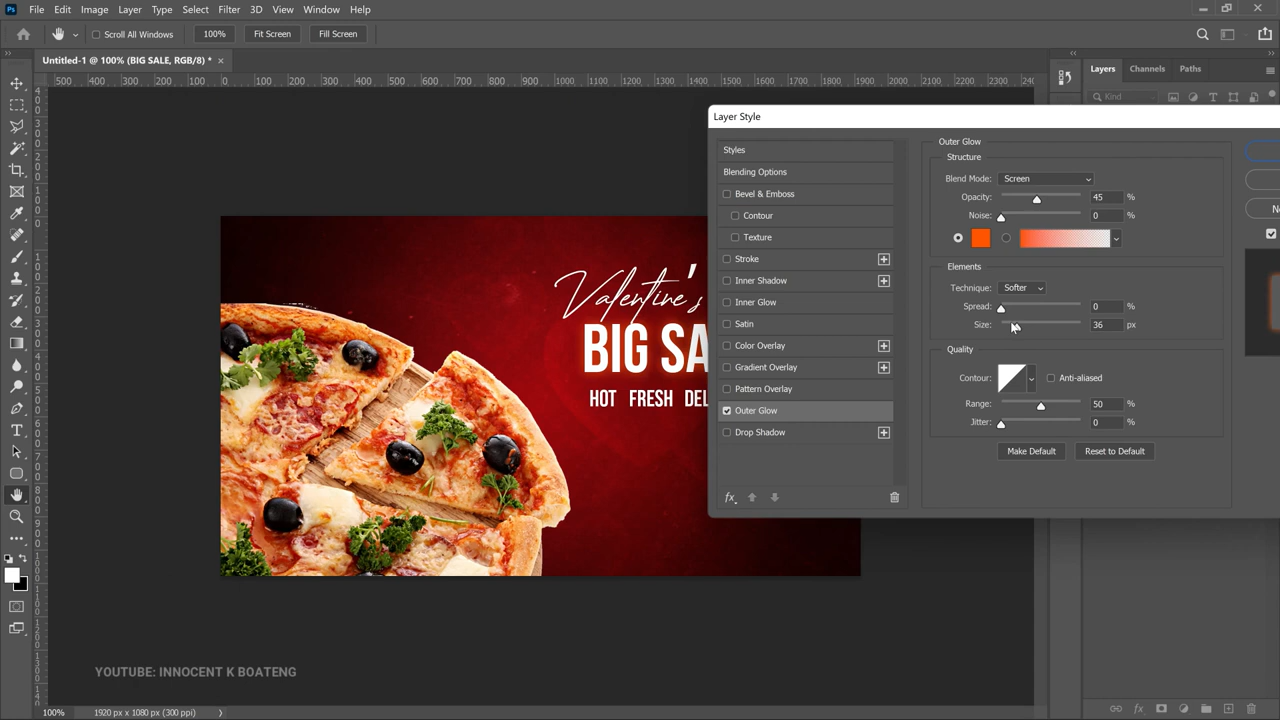 Ps File Edit Image Layer Type Select Filter 3D View Window Help
Scroll All Windows 100% Fit Screen Fill Screen
Untitled-1 @ 100% (BIG SALE, RGB/8) * ×
Layers Channels Paths
500 400 300 200 100 0 100 200 300 400 500 600 700 800 900 1000 1100 1200 1300 1400 1500 1600 1700 1800 1900 2000 2100 2200 2300
Kind
Layer Style
Styles
Blending Options
Bevel & Emboss
Contour
Texture
Stroke
Inner Shadow
Inner Glow
Satin
Color Overlay
Gradient Overlay
Pattern Overlay
Outer Glow
Drop Shadow
fx
Outer Glow
Structure
Blend Mode: Screen
Opacity: 45 %
Noise: 0 %
Elements
Technique: Softer
Spread: 0 %
Size: 36 px
Quality
Contour: Anti-aliased
Range: 50 %
Jitter: 0 %
Make Default Reset to Default
Valentine's
BIG SA
HOT FRESH DEL
YOUTUBE: INNOCENT K BOATENG
100% 1920 px x 1080 px (300 ppi)
fx